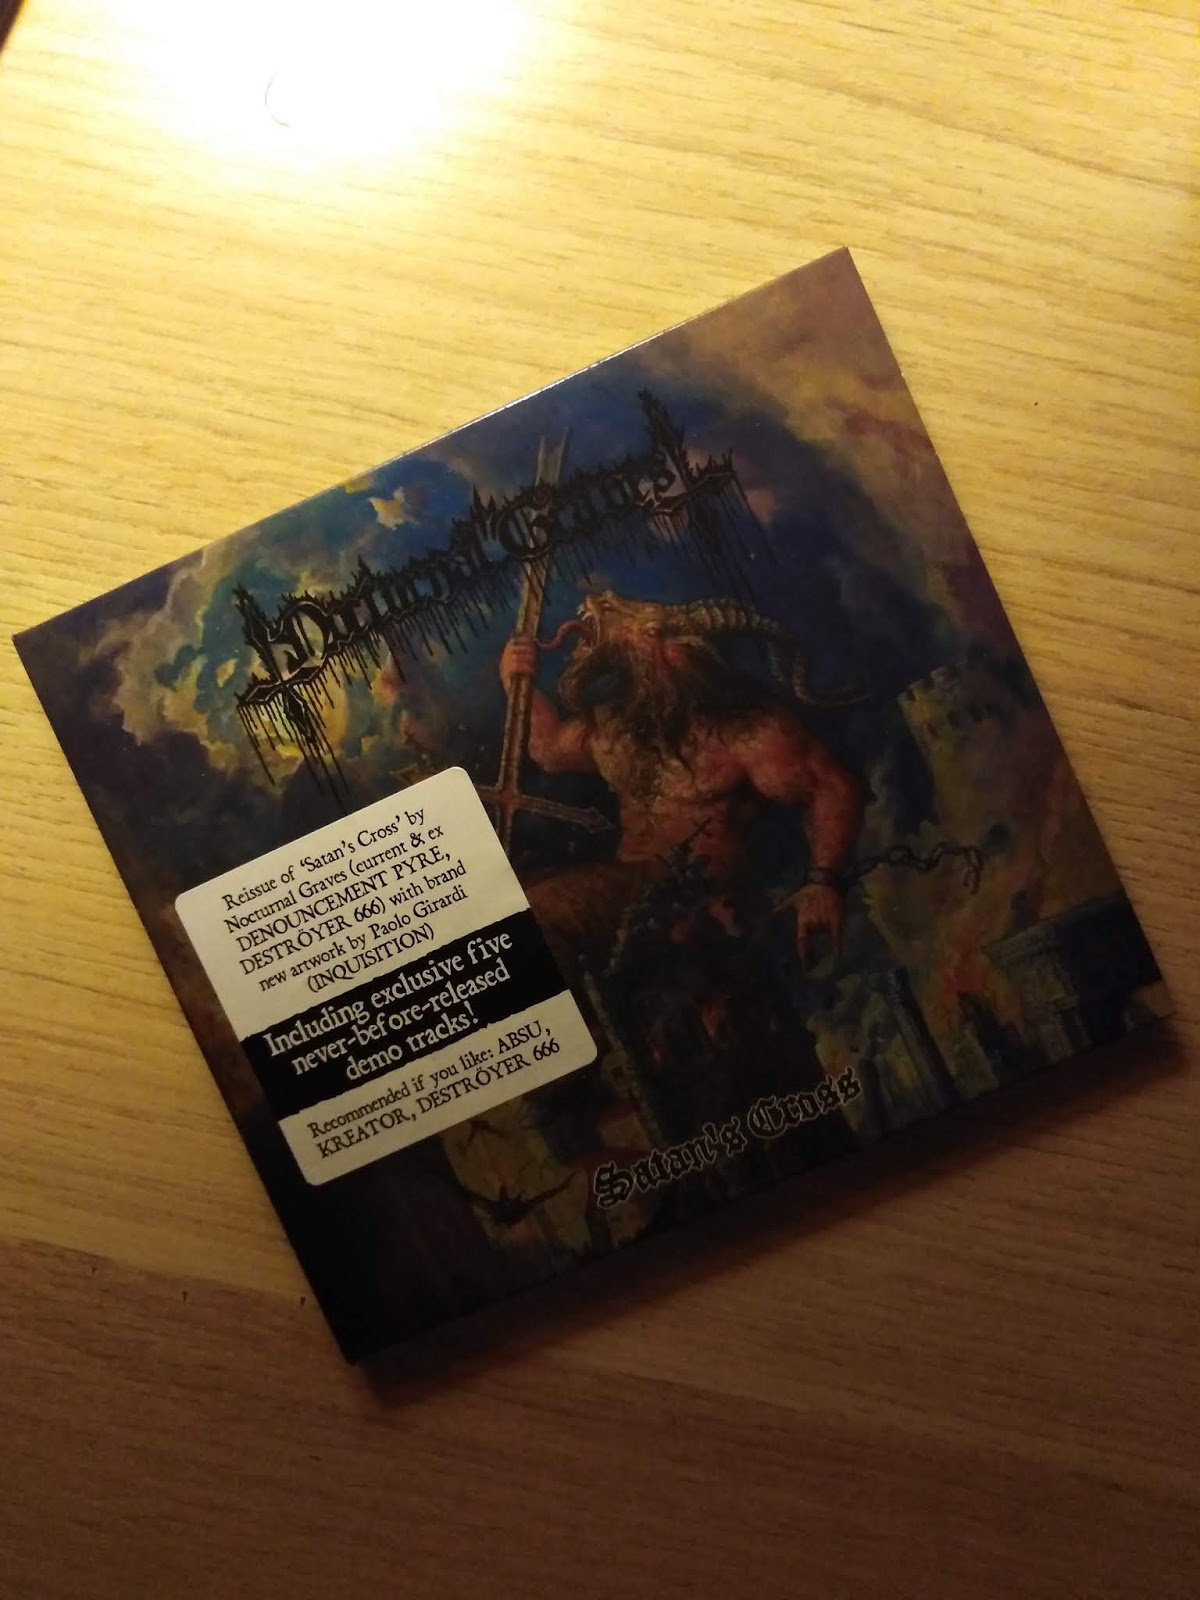 Nocturnal Graves
Reissue of ‘Satan's Cross’ by
Nocturnal Graves (current & ex
DENOUNCEMENT PYRE,
DESTRÖYER 666) with brand
new artwork by Paolo Girardi
(INQUISITION)
Including exclusive five
never-before-released
demo tracks!
Recommended if you like: ABSU,
KREATOR, DESTRÖYER 666
Satan's Cross